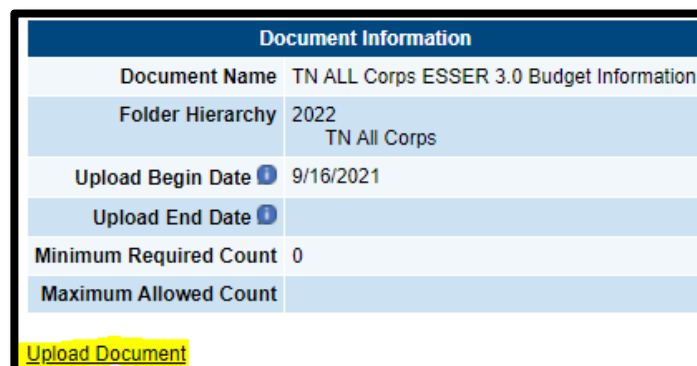 Document Information
Document Name TN ALL Corps ESSER 3.0 Budget Information
Folder Hierarchy 2022
TN All Corps
Upload Begin Date 9/16/2021
Upload End Date
Minimum Required Count 0
Maximum Allowed Count
Upload Document